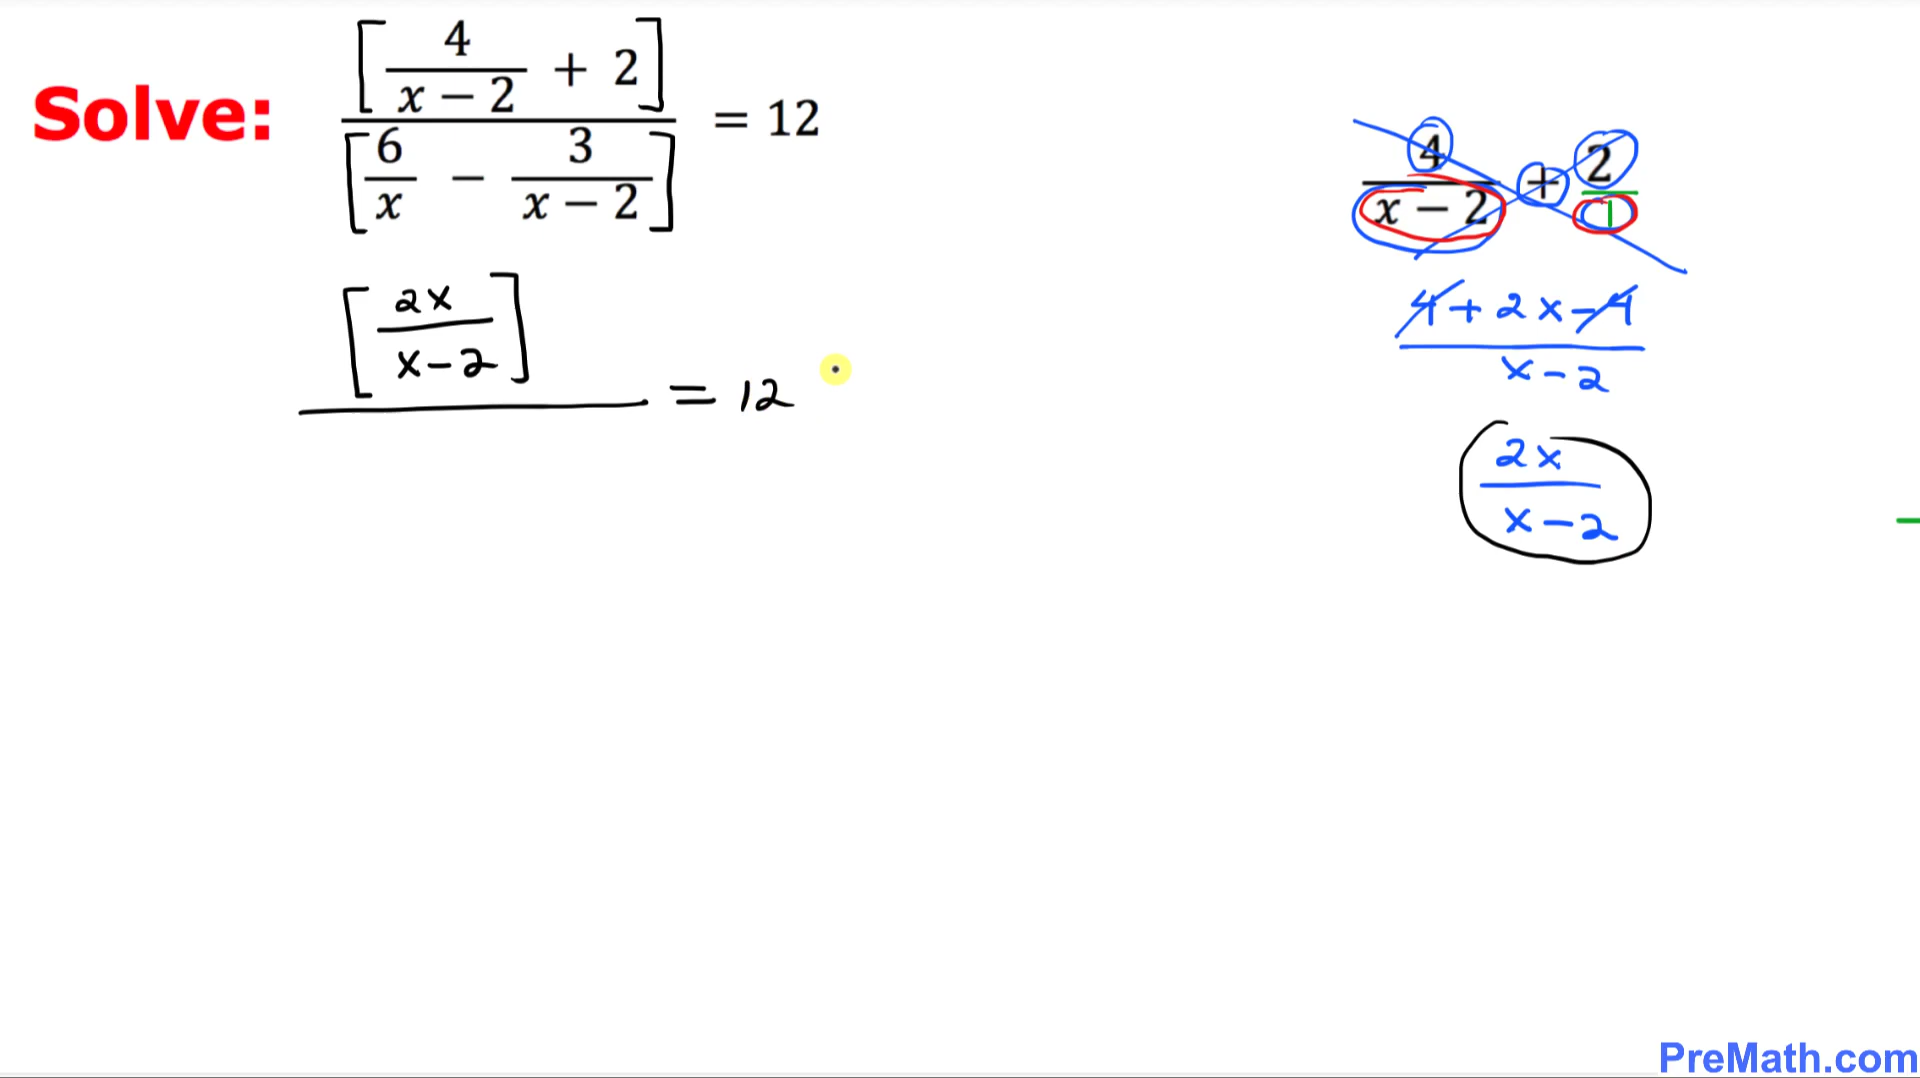 Solve: [4/(x − 2) + 2] / [6/x − 3/(x − 2)] = 12
[2x/(x−2)] / = 12
4/(x − 2) + 2/1
4+2x−4
x−2
2x
x−2
PreMath.com